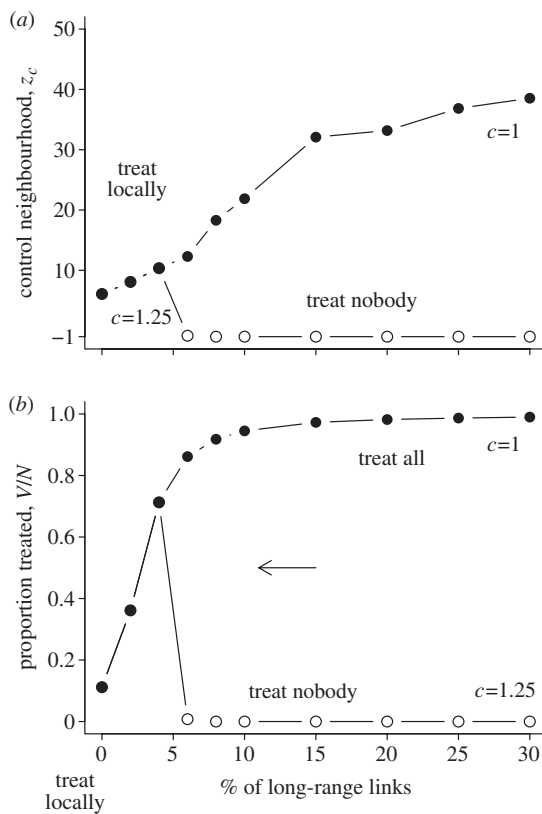 (a)
50
40
30
20
10
−1
control neighbourhood, z_c
treat
locally
c=1
c=1.25
treat nobody
(b)
1.0
0.8
0.6
0.4
0.2
0
proportion treated, V/N
c=1
treat all
treat nobody
c=1.25
0 5 10 15 20 25 30
treat
locally
% of long-range links